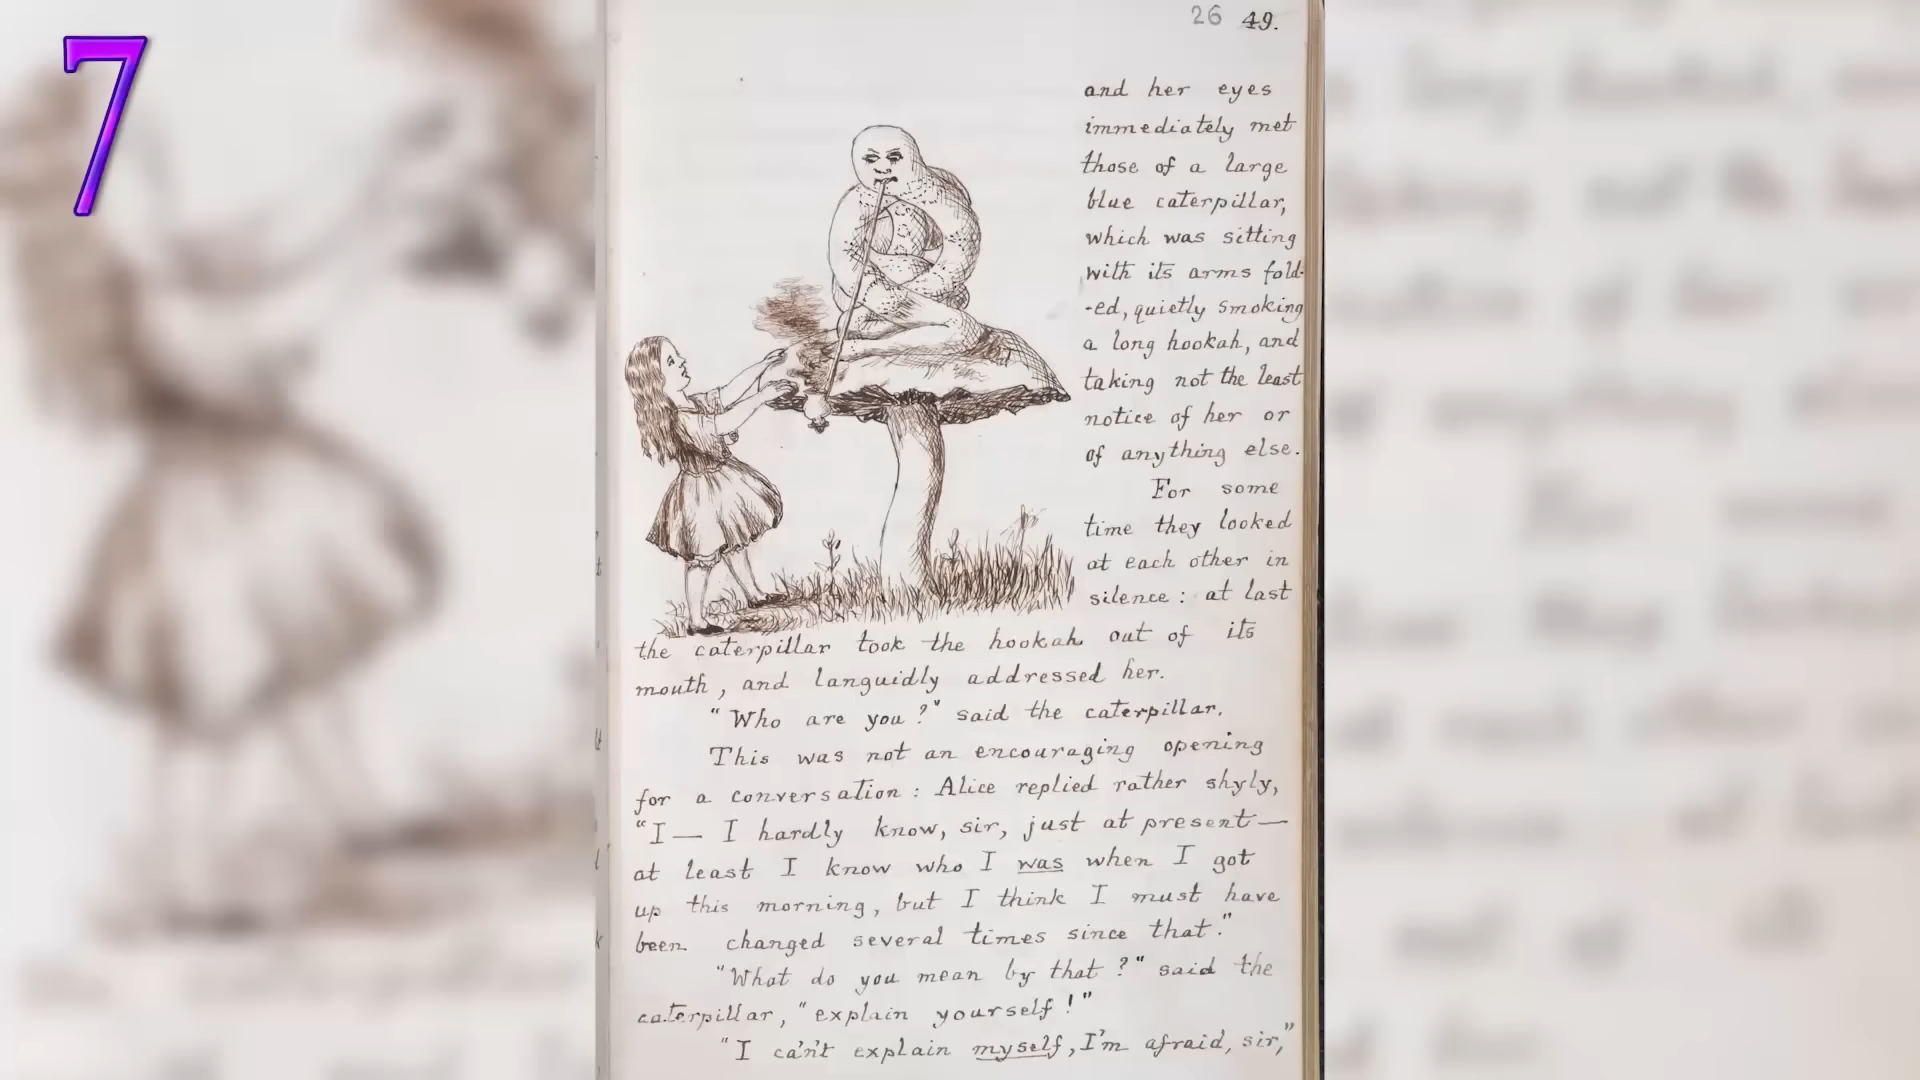 7
26 49.
and her eyes
immediately met
those of a large
blue caterpillar,
which was sitting
with its arms fold-
-ed, quietly smoking
a long hookah, and
taking not the least
notice of her or
of anything else.
For some
time they looked
at each other in
silence: at last
the caterpillar took the hookah out of its
mouth, and languidly addressed her.
"Who are you?" said the caterpillar.
This was not an encouraging opening
for a conversation: Alice replied rather shyly,
"I— I hardly know, sir, just at present—
at least I know who I was when I got
up this morning, but I think I must have
been changed several times since that."
"What do you mean by that?" said the
caterpillar, "explain yourself!"
"I ca'n't explain myself, I'm afraid, sir,"